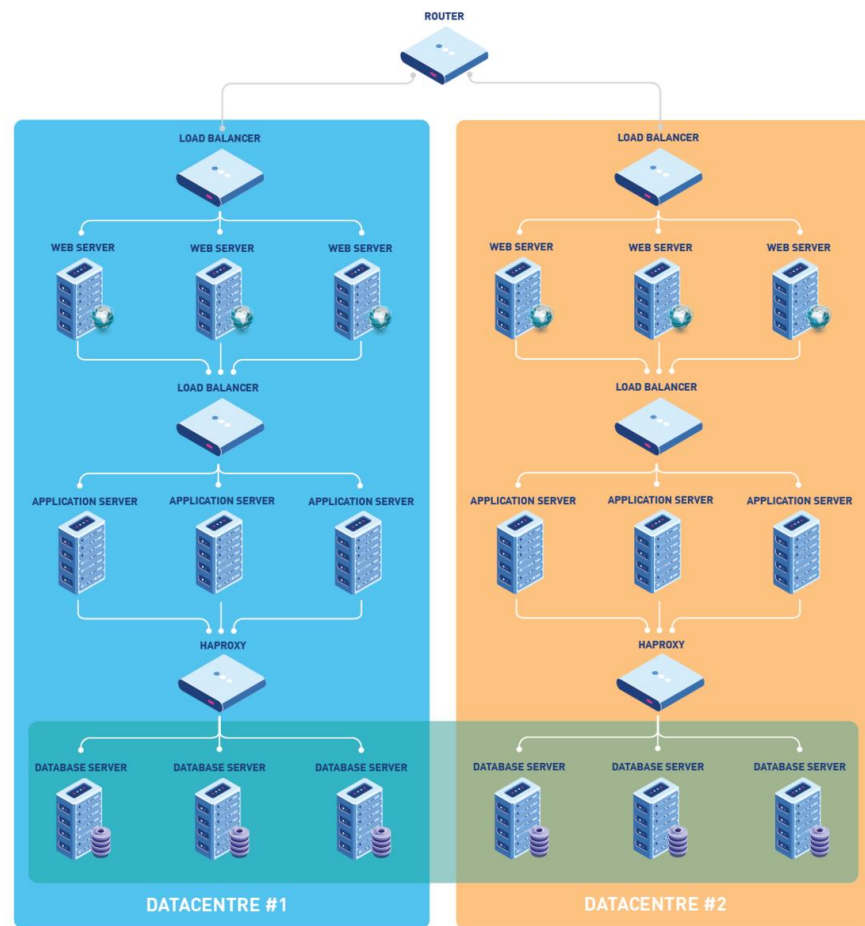 ROUTER
LOAD BALANCER
WEB SERVER
WEB SERVER
WEB SERVER
LOAD BALANCER
APPLICATION SERVER
APPLICATION SERVER
APPLICATION SERVER
HAPROXY
DATABASE SERVER
DATABASE SERVER
DATABASE SERVER
DATACENTRE #1
LOAD BALANCER
WEB SERVER
WEB SERVER
WEB SERVER
LOAD BALANCER
APPLICATION SERVER
APPLICATION SERVER
APPLICATION SERVER
HAPROXY
DATABASE SERVER
DATABASE SERVER
DATABASE SERVER
DATACENTRE #2